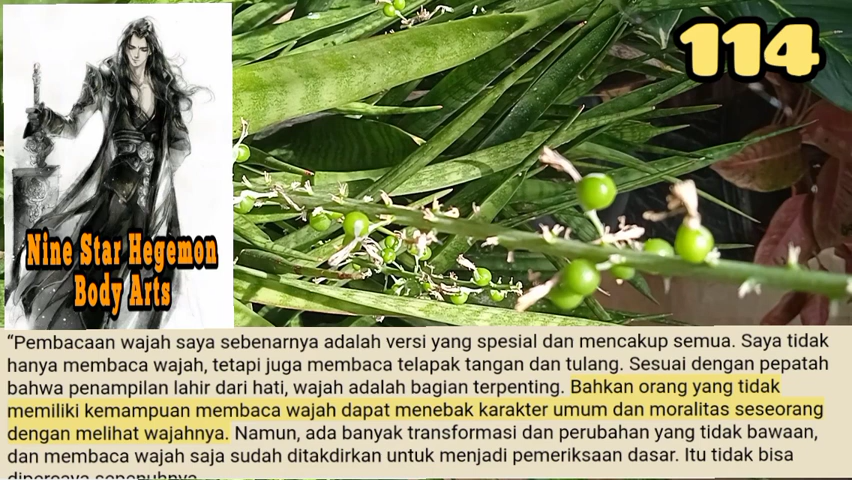 114
Nine Star Hegemon
Body Arts
“Pembacaan wajah saya sebenarnya adalah versi yang spesial dan mencakup semua. Saya tidak
hanya membaca wajah, tetapi juga membaca telapak tangan dan tulang. Sesuai dengan pepatah
bahwa penampilan lahir dari hati, wajah adalah bagian terpenting. Bahkan orang yang tidak
memiliki kemampuan membaca wajah dapat menebak karakter umum dan moralitas seseorang
dengan melihat wajahnya. Namun, ada banyak transformasi dan perubahan yang tidak bawaan,
dan membaca wajah saja sudah ditakdirkan untuk menjadi pemeriksaan dasar. Itu tidak bisa
dipercaya sepenuhnya